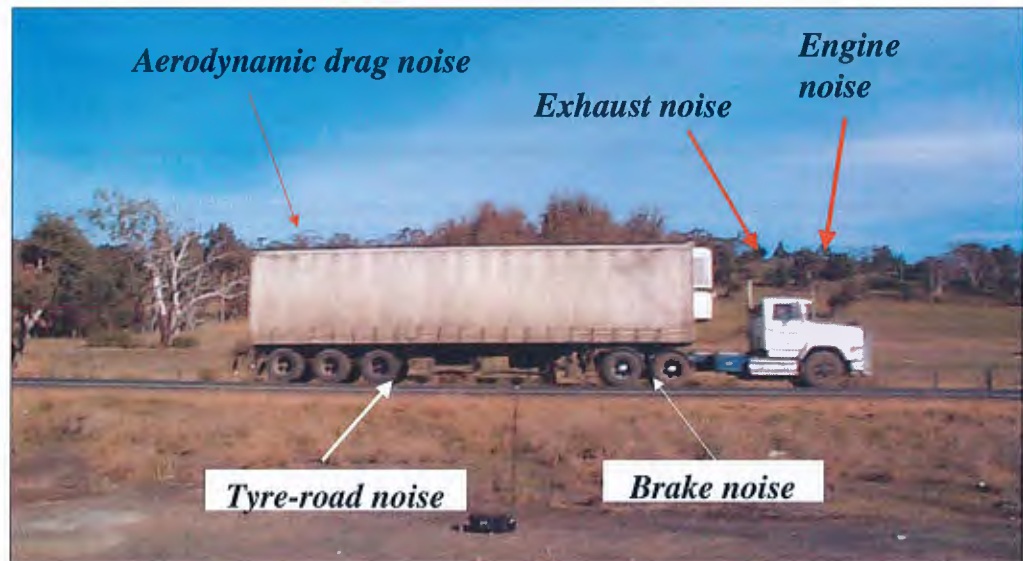 Aerodynamic drag noise
Exhaust noise
Engine
noise
Tyre-road noise
Brake noise